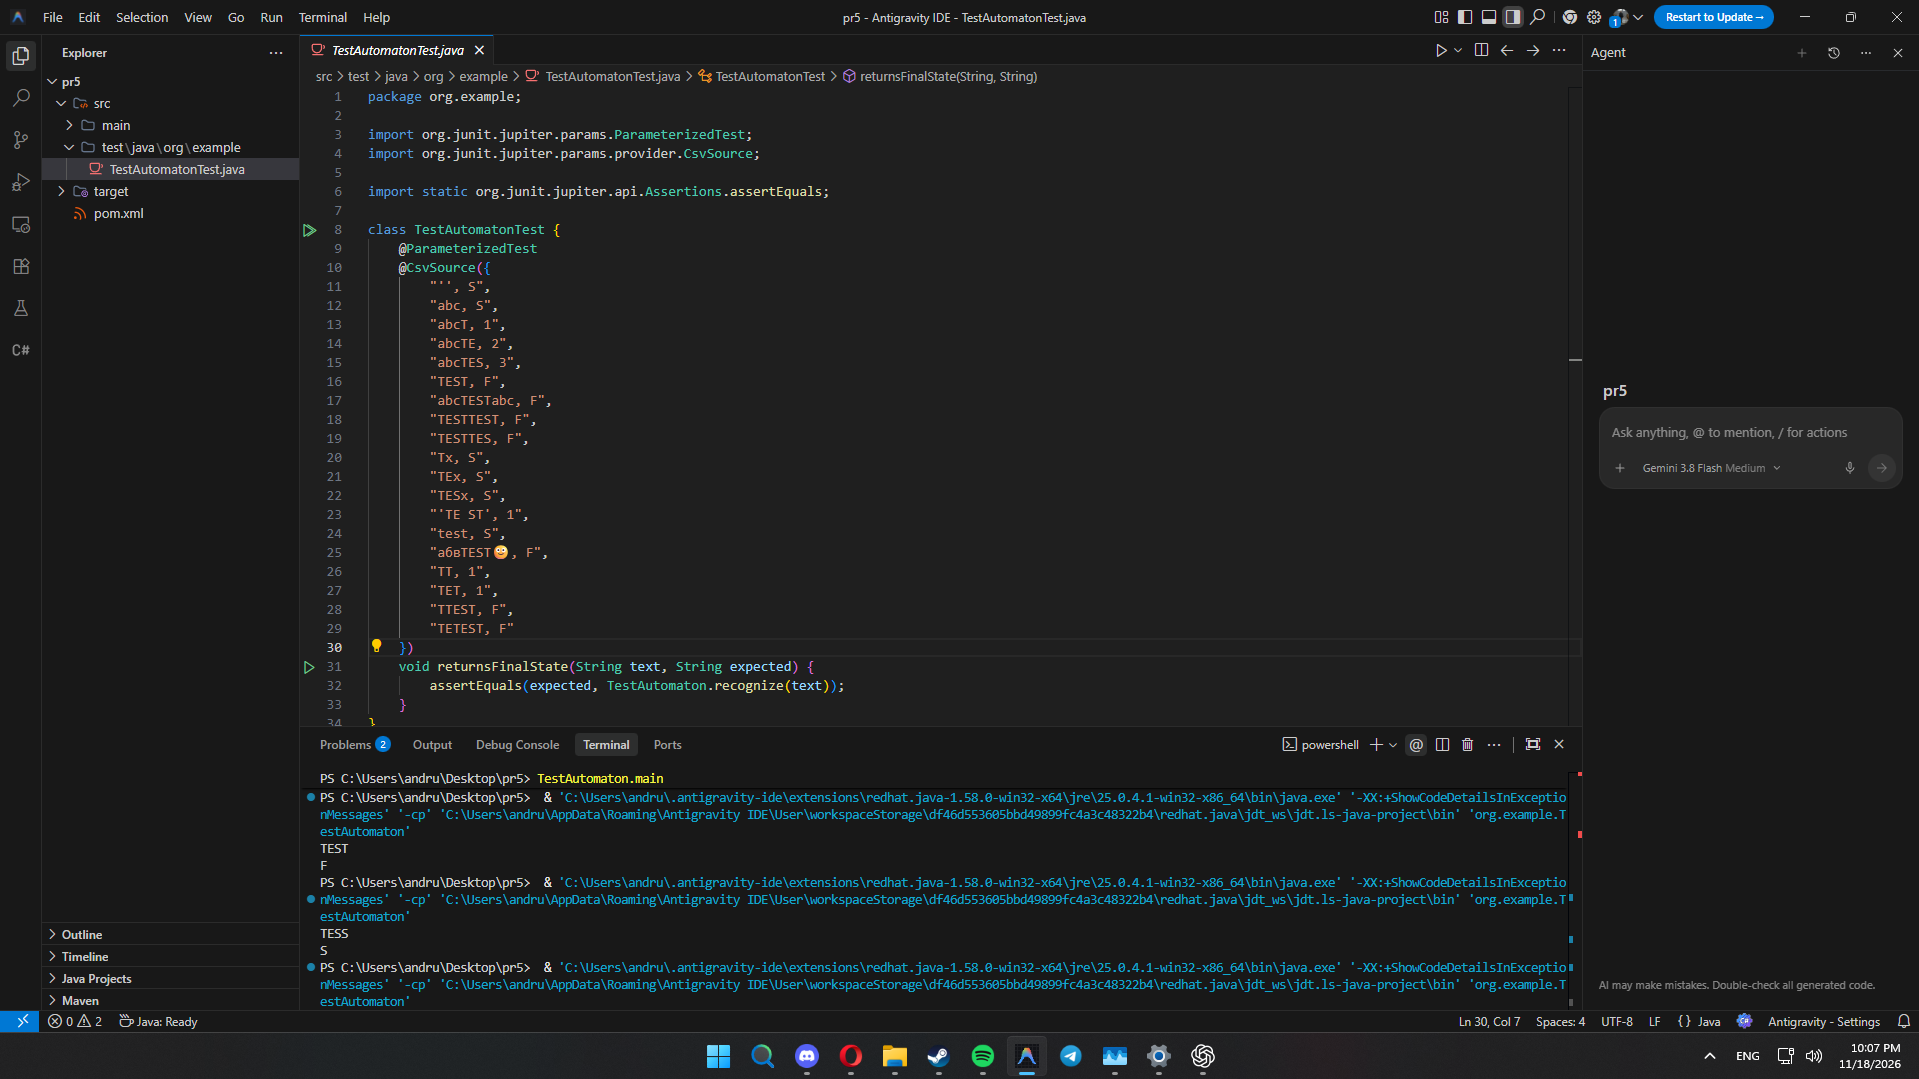 File Edit Selection View Go Run Terminal Help
pr5 - Antigravity IDE - TestAutomatonTest.java
1
Restart to Update →
Explorer
pr5
src
main
test\java\org\example
TestAutomatonTest.java
target
pom.xml
C#
Outline
Timeline
Java Projects
Maven
TestAutomatonTest.java
src > test > java > org > example > TestAutomatonTest.java > TestAutomatonTest > returnsFinalState(String, String)
1 package org.example;
2
3 import org.junit.jupiter.params.ParameterizedTest;
4 import org.junit.jupiter.params.provider.CsvSource;
5
6 import static org.junit.jupiter.api.Assertions.assertEquals;
7
8 class TestAutomatonTest {
9 @ParameterizedTest
10 @CsvSource({
11 "'', S",
12 "abc, S",
13 "abcT, 1",
14 "abcTE, 2",
15 "abcTES, 3",
16 "TEST, F",
17 "abcTESTabc, F",
18 "TESTTEST, F",
19 "TESTTES, F",
20 "Tx, S",
21 "TEx, S",
22 "TESx, S",
23 "'TE ST', 1",
24 "test, S",
25 "абвTEST🙂, F",
26 "TT, 1",
27 "TET, 1",
28 "TTEST, F",
29 "TETEST, F"
30 })
31 void returnsFinalState(String text, String expected) {
32 assertEquals(expected, TestAutomaton.recognize(text));
33 }
34 }
Problems 2 Output Debug Console Terminal Ports
powershell
PS C:\Users\andru\Desktop\pr5> TestAutomaton.main
PS C:\Users\andru\Desktop\pr5> & 'C:\Users\andru\.antigravity-ide\extensions\redhat.java-1.58.0-win32-x64\jre\25.0.4.1-win32-x86_64\bin\java.exe' '-XX:+ShowCodeDetailsInExceptio
nMessages' '-cp' 'C:\Users\andru\AppData\Roaming\Antigravity IDE\User\workspaceStorage\df46d553605bbd49899fc4a3c48322b4\redhat.java\jdt_ws\jdt.ls-java-project\bin' 'org.example.T
estAutomaton'
TEST
F
PS C:\Users\andru\Desktop\pr5> & 'C:\Users\andru\.antigravity-ide\extensions\redhat.java-1.58.0-win32-x64\jre\25.0.4.1-win32-x86_64\bin\java.exe' '-XX:+ShowCodeDetailsInExceptio
nMessages' '-cp' 'C:\Users\andru\AppData\Roaming\Antigravity IDE\User\workspaceStorage\df46d553605bbd49899fc4a3c48322b4\redhat.java\jdt_ws\jdt.ls-java-project\bin' 'org.example.T
estAutomaton'
TESS
S
PS C:\Users\andru\Desktop\pr5> & 'C:\Users\andru\.antigravity-ide\extensions\redhat.java-1.58.0-win32-x64\jre\25.0.4.1-win32-x86_64\bin\java.exe' '-XX:+ShowCodeDetailsInExceptio
nMessages' '-cp' 'C:\Users\andru\AppData\Roaming\Antigravity IDE\User\workspaceStorage\df46d553605bbd49899fc4a3c48322b4\redhat.java\jdt_ws\jdt.ls-java-project\bin' 'org.example.T
estAutomaton'
Agent
pr5
Ask anything, @ to mention, / for actions
Gemini 3.8 Flash Medium
AI may make mistakes. Double-check all generated code.
0 2 Java: Ready
Ln 30, Col 7 Spaces: 4 UTF-8 LF {} Java Antigravity - Settings
ENG
10:07 PM
11/18/2026